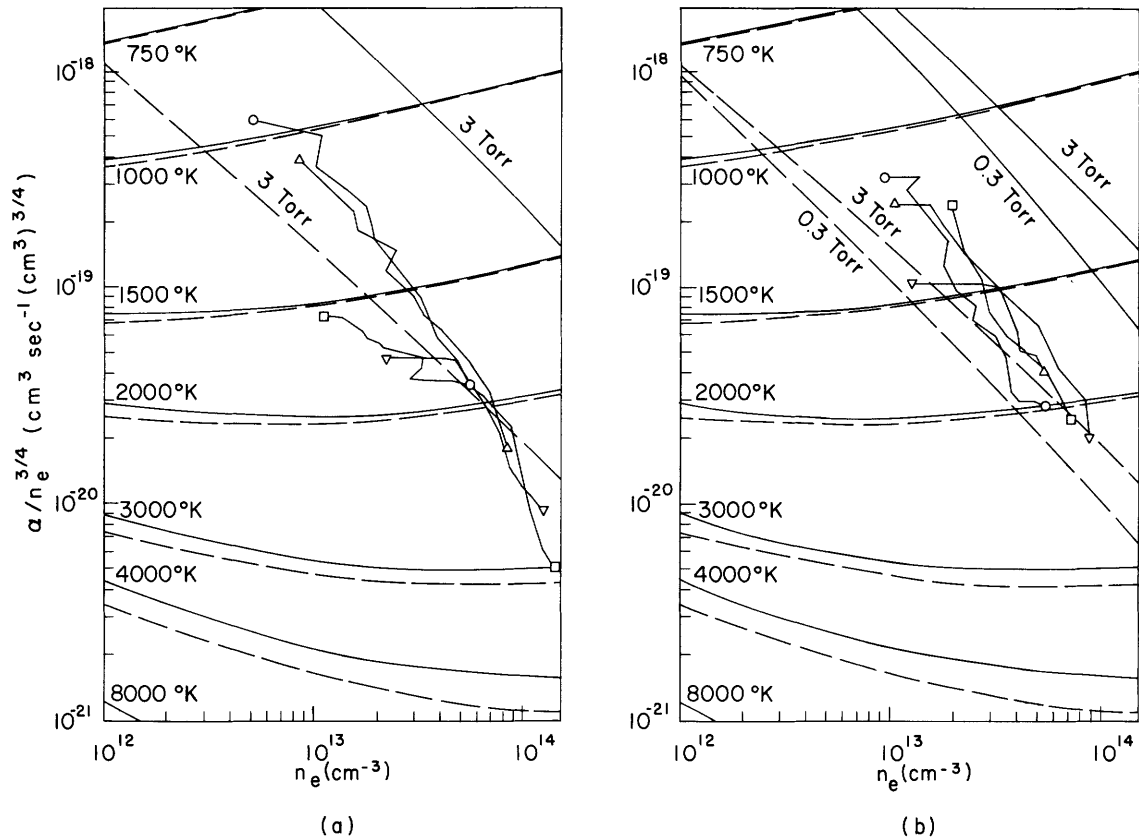 α/nₑ^3/4 (cm³ sec⁻¹ (cm³)^3/4)
10⁻¹⁸
10⁻¹⁹
10⁻²⁰
10⁻²¹
750 °K
1000 °K
1500 °K
2000 °K
3000 °K
4000 °K
8000 °K
3 Torr
3 Torr
10¹²
10¹³
10¹⁴
nₑ(cm⁻³)
(a)
10⁻¹⁸
10⁻¹⁹
10⁻²⁰
10⁻²¹
750 °K
1000 °K
1500 °K
2000 °K
3000 °K
4000 °K
8000 °K
3 Torr
0.3 Torr
3 Torr
0.3 Torr
10¹²
10¹³
10¹⁴
nₑ(cm⁻³)
(b)